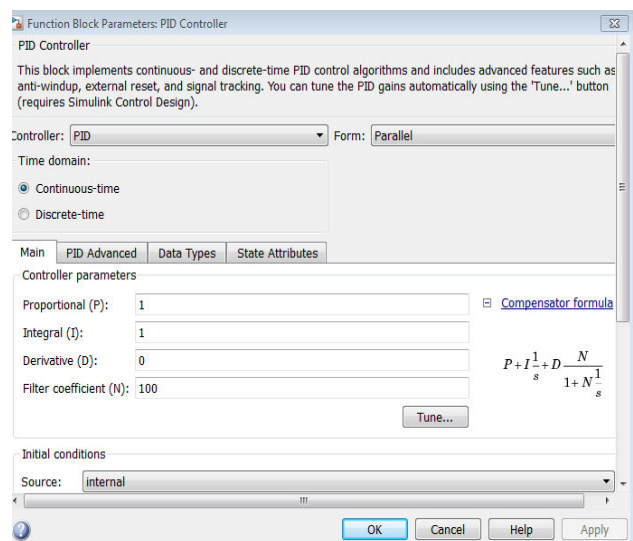 Function Block Parameters: PID Controller
PID Controller
This block implements continuous- and discrete-time PID control algorithms and includes advanced features such as
anti-windup, external reset, and signal tracking. You can tune the PID gains automatically using the 'Tune...' button
(requires Simulink Control Design).
Controller: PID Form: Parallel
Time domain:
Continuous-time
Discrete-time
Main PID Advanced Data Types State Attributes
Controller parameters
Proportional (P): 1 Compensator formula
Integral (I): 1
Derivative (D): 0
P+I 1/s +D N/(1+N 1/s)
Filter coefficient (N): 100
Tune...
Initial conditions
Source: internal
OK Cancel Help Apply